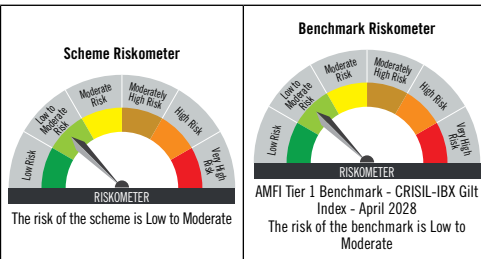 Scheme Riskometer
Low Risk
Low to
Moderate
Risk
Moderate
Risk
Moderately
High Risk
High Risk
Very High
Risk
RISKOMETER
The risk of the scheme is Low to Moderate
Benchmark Riskometer
Low Risk
Low to
Moderate
Risk
Moderate
Risk
Moderately
High Risk
High Risk
Very High
Risk
RISKOMETER
AMFI Tier 1 Benchmark - CRISIL-IBX Gilt
Index - April 2028
The risk of the benchmark is Low to
Moderate